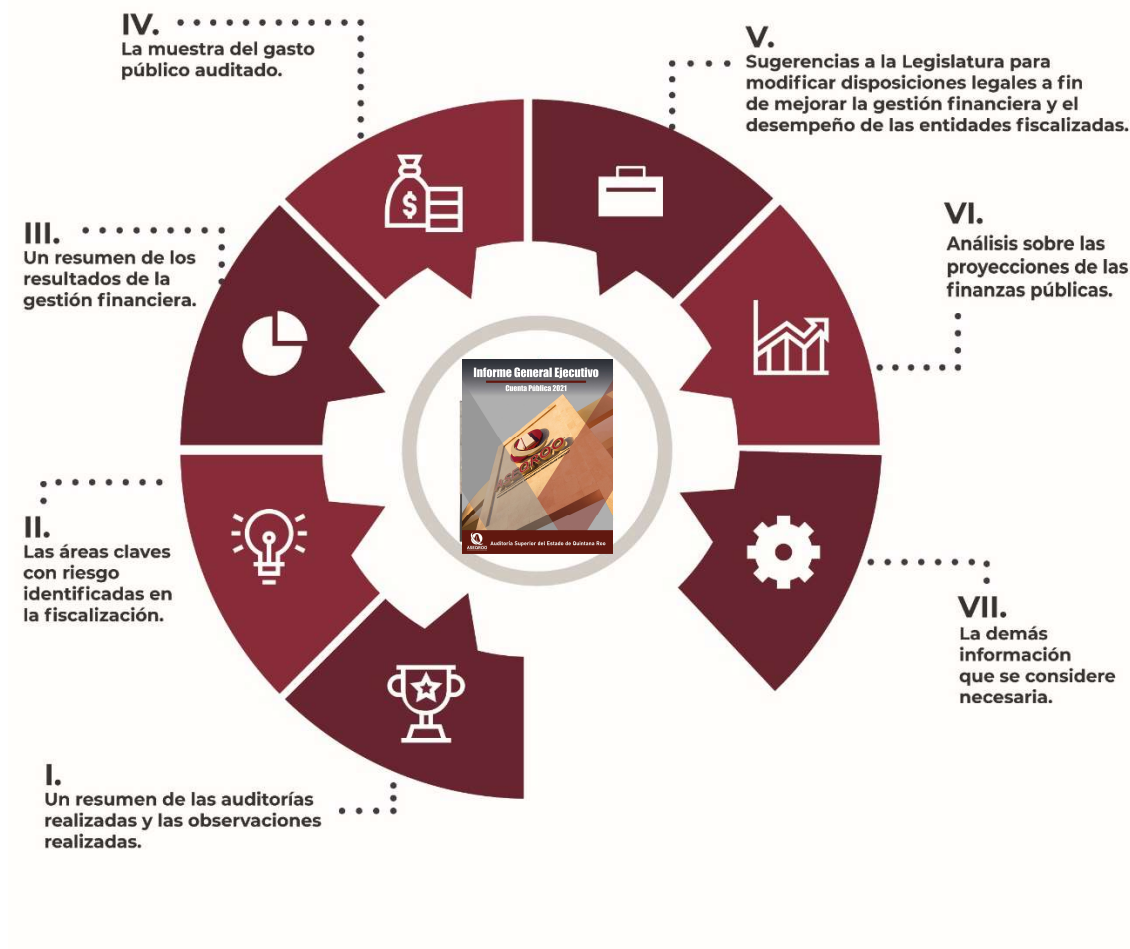 IV.
La muestra del gasto
público auditado.
V.
Sugerencias a la Legislatura para
modificar disposiciones legales a fin
de mejorar la gestión financiera y el
desempeño de las entidades fiscalizadas.
III.
Un resumen de los
resultados de la
gestión financiera.
VI.
Análisis sobre las
proyecciones de las
finanzas públicas.
$
Informe General Ejecutivo
Cuenta Pública 2021
ASEQROO
ASEQROO
Auditoría Superior del Estado de Quintana Roo
II.
Las áreas claves
con riesgo
identificadas en
la fiscalización.
VII.
La demás
información
que se considere
necesaria.
I.
Un resumen de las auditorías
realizadas y las observaciones
realizadas.